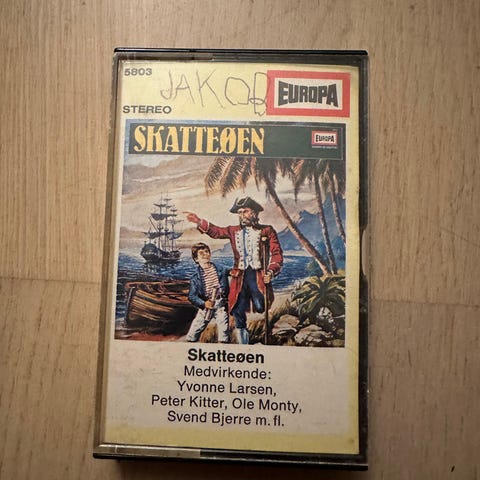 5803
JAKOB
EUROPA
STEREO
SKATTEØEN
EUROPA
Skatteøen
Medvirkende:
Yvonne Larsen,
Peter Kitter, Ole Monty,
Svend Bjerre m. fl.